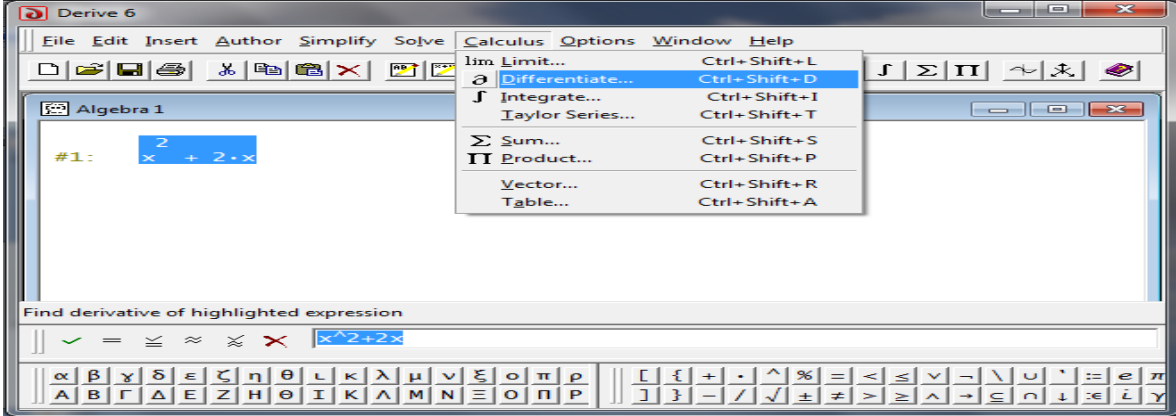 Derive 6
File Edit Insert Author Simplify Solve Calculus Options Window Help
lim Limit... Ctrl+Shift+L
∂ Differentiate... Ctrl+Shift+D
∫ Integrate... Ctrl+Shift+I
Taylor Series... Ctrl+Shift+T
∑ Sum... Ctrl+Shift+S
∏ Product... Ctrl+Shift+P
Vector... Ctrl+Shift+R
Table... Ctrl+Shift+A
∫ ∑ ∏
Algebra 1
#1: x² + 2·x
Find derivative of highlighted expression
✓ = ≈ x^2+2x
α β γ δ ε ζ η θ ι κ λ μ ν ξ ο π ρ [ { + · ^ % = < ≤ ∨ ¬ \ ∪ ` := e π
Α Β Γ Δ Ε Ζ Η Θ Ι Κ Λ Μ Ν Ξ Ο Π Ρ ] } − / √ ± ≠ > ≥ ∧ → ⊆ ∩ ↓ :∈ i γ